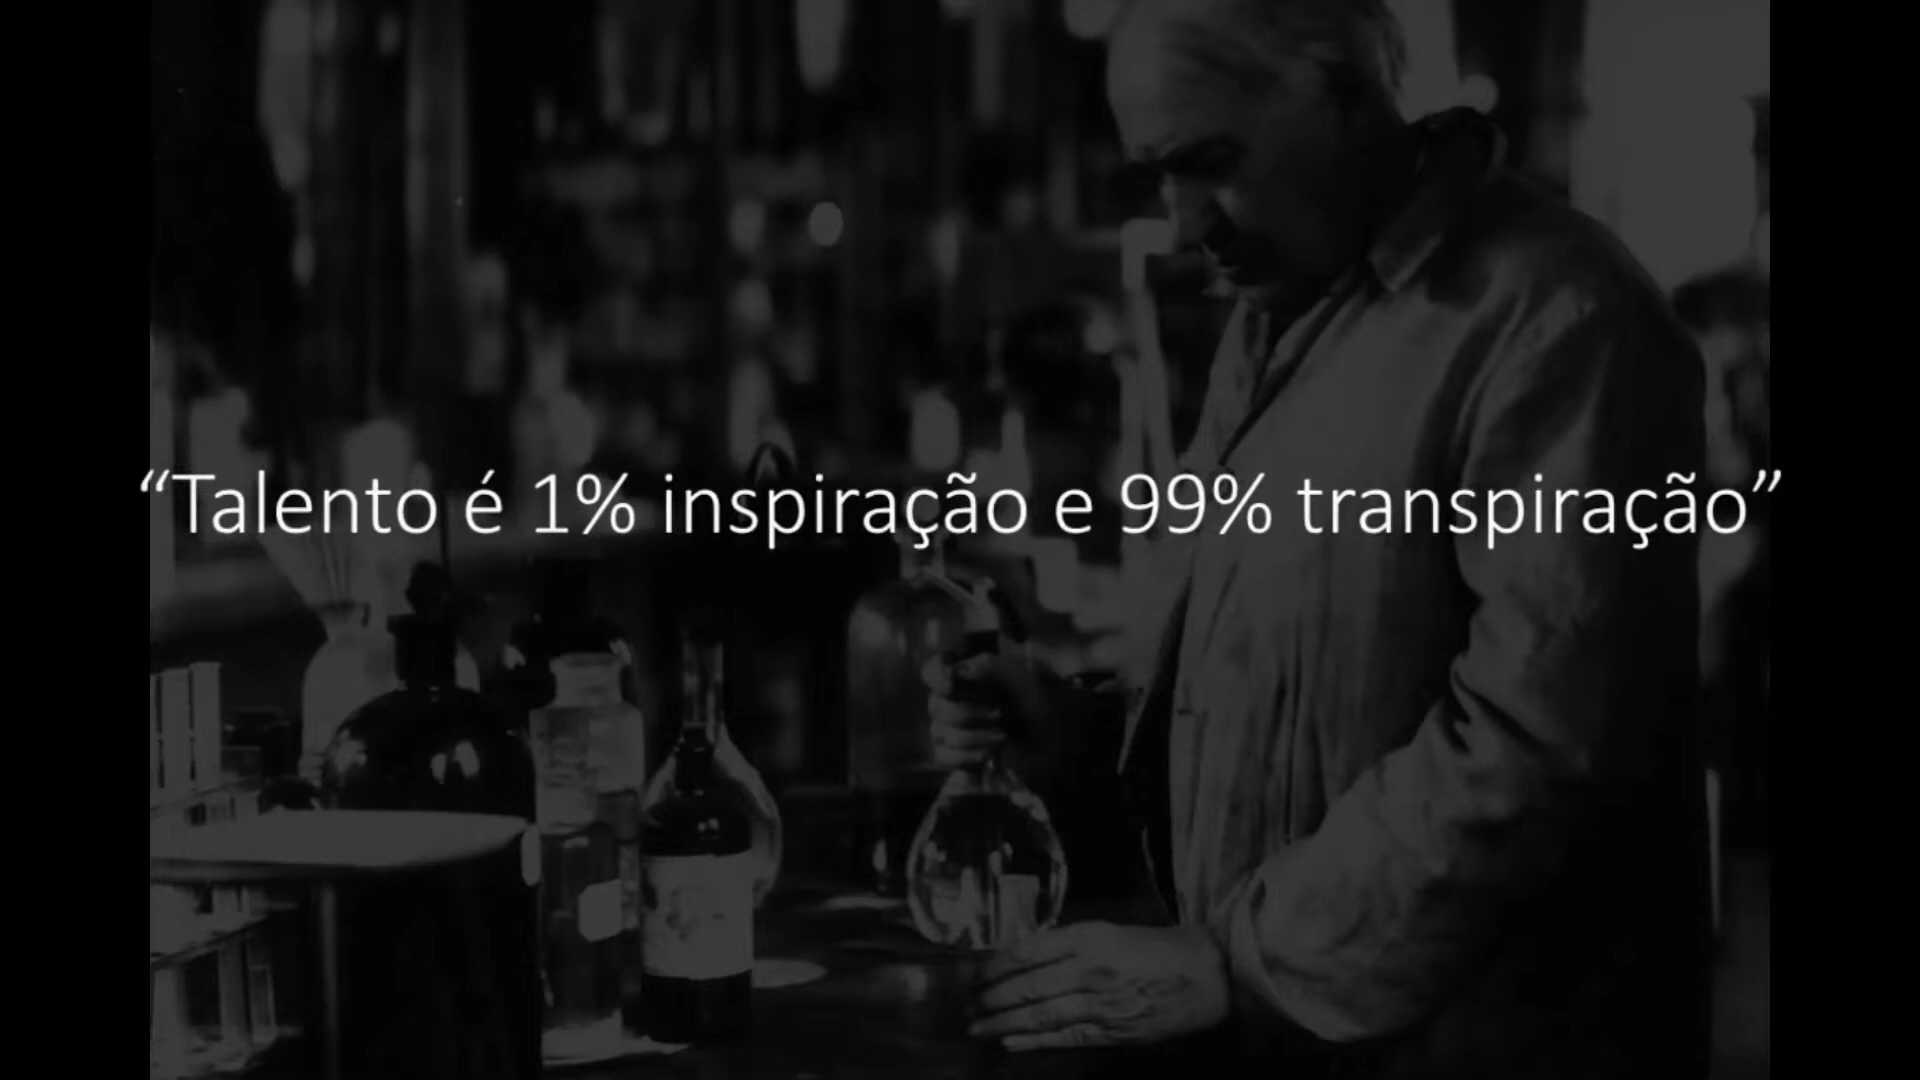 “Talento é 1% inspiração e 99% transpiração”